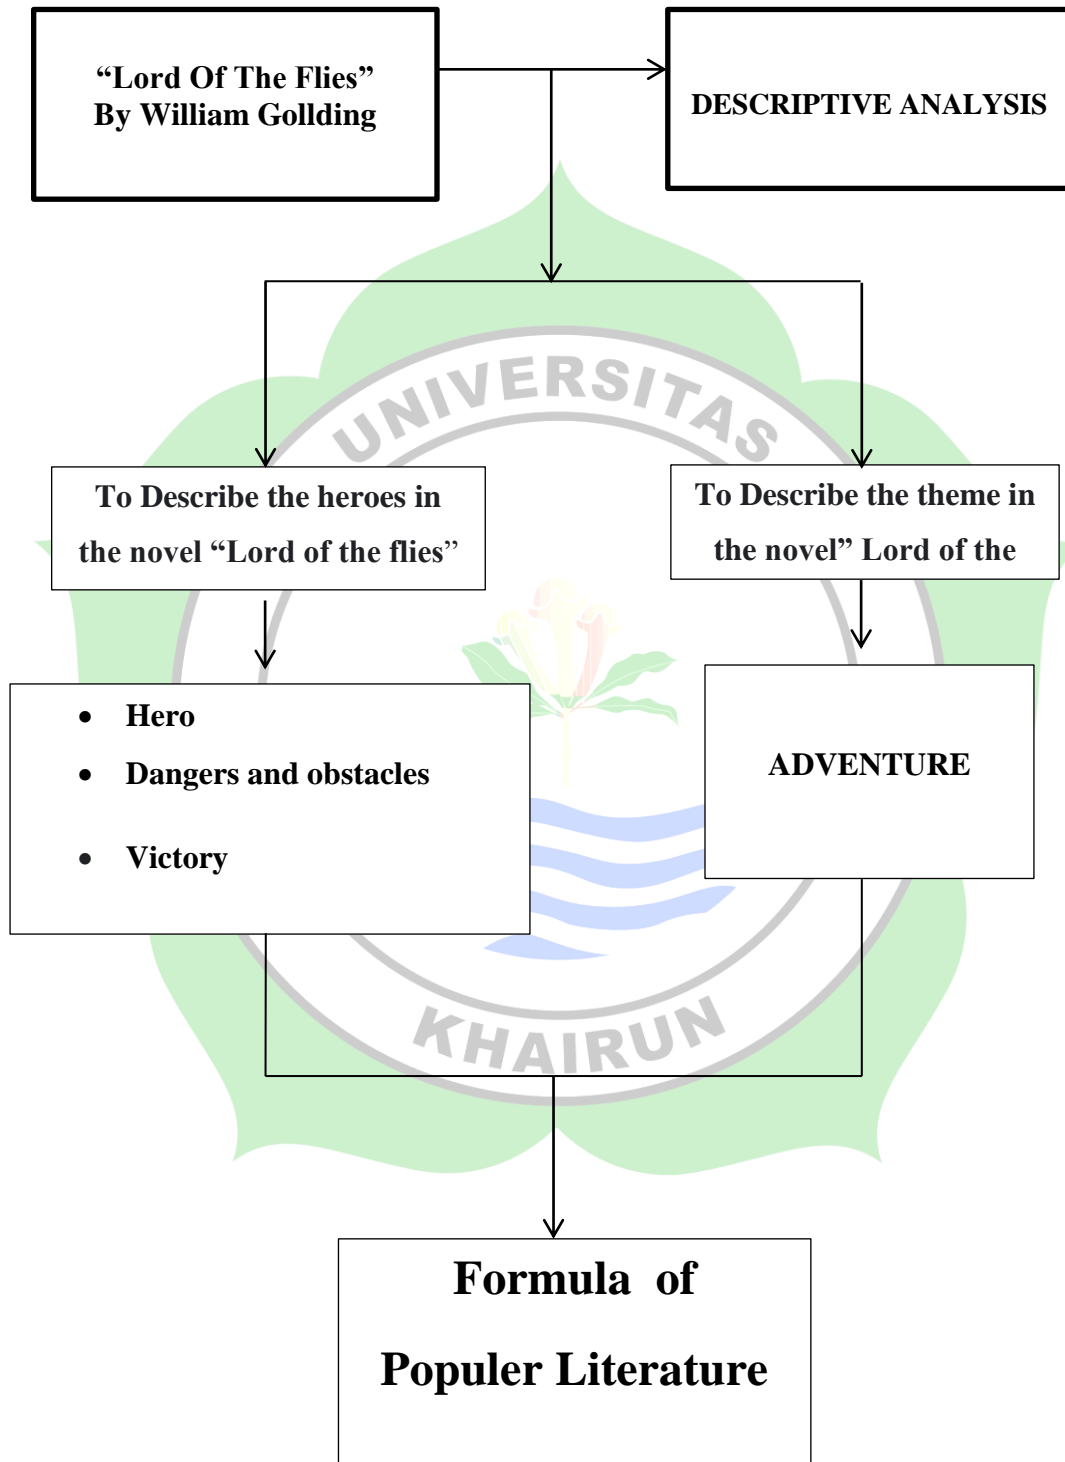 “Lord Of The Flies”
By William Gollding
DESCRIPTIVE ANALYSIS
UNIVERSITAS
To Describe the heroes in
the novel “Lord of the flies”
To Describe the theme in
the novel” Lord of the
• Hero
• Dangers and obstacles
• Victory
ADVENTURE
KHAIRUN
Formula of
Populer Literature